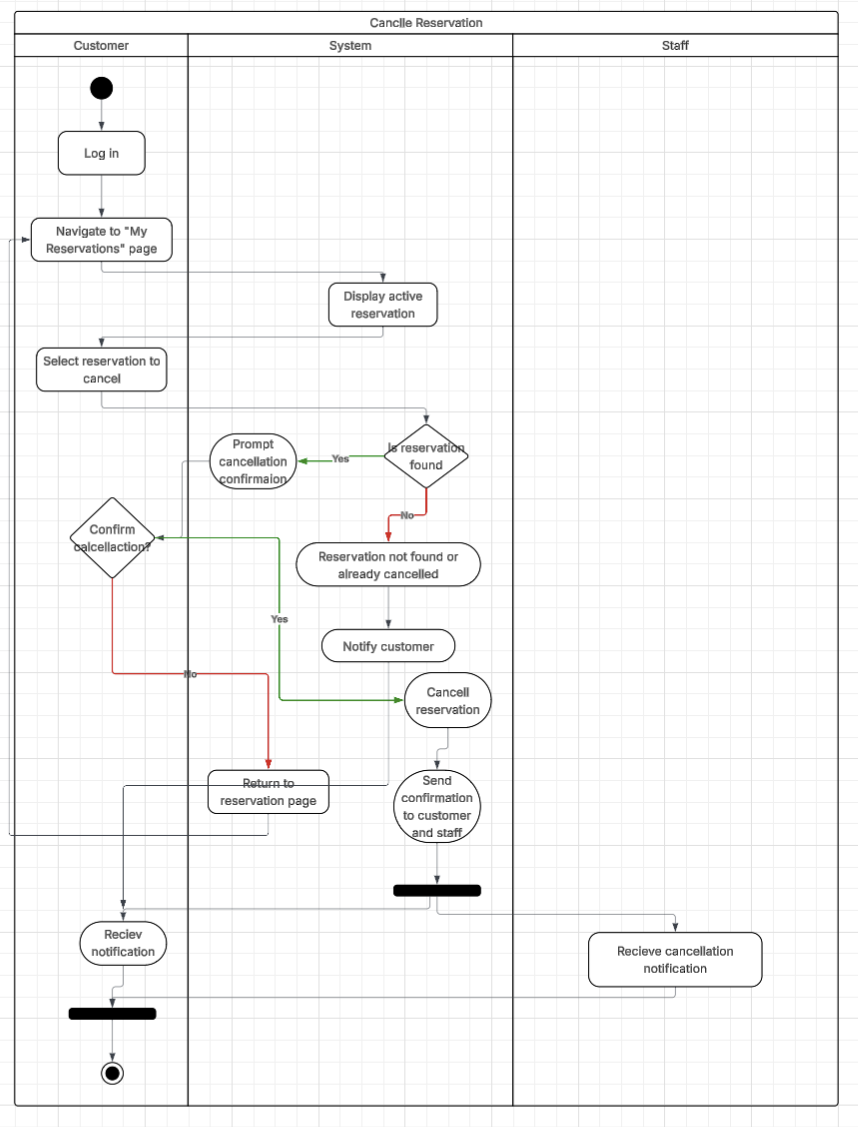 Canclle Reservation
Customer
System
Staff
Log in
Navigate to "My
Reservations" page
Display active
reservation
Select reservation to
cancel
Is reservation
found
Yes
Prompt
cancellation
confirmaion
No
Confirm
calcellaction?
Reservation not found or
already cancelled
Yes
Notify customer
No
Cancell
reservation
Return to
reservation page
Send
confirmation
to customer
and staff
Reciev
notification
Recieve cancellation
notification